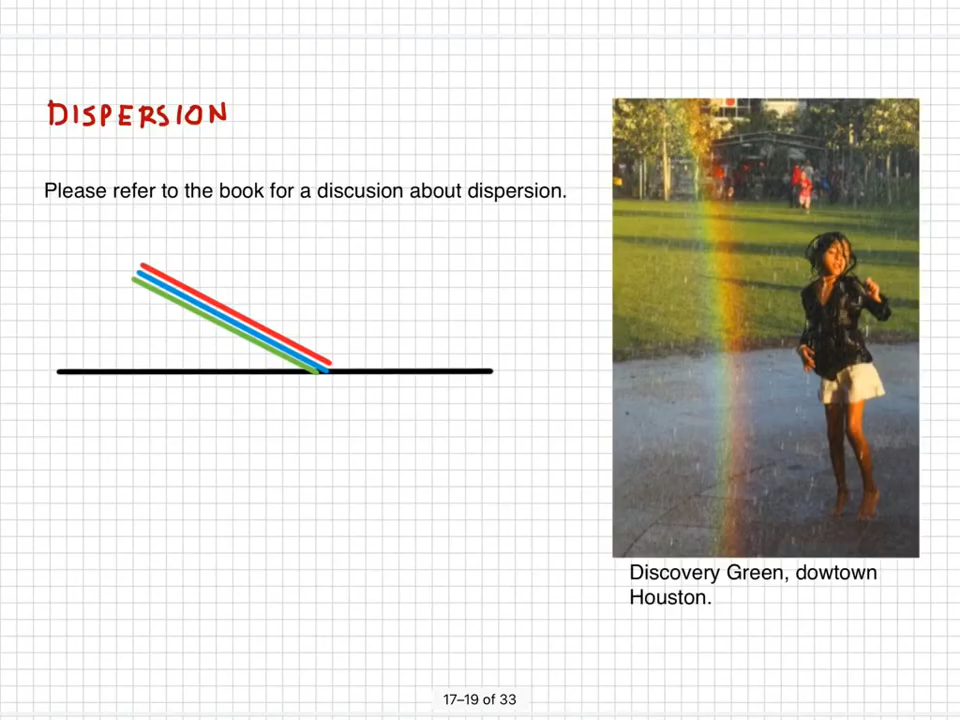 DISPERSION
Please refer to the book for a discusion about dispersion.
Discovery Green, dowtown
Houston.
17–19 of 33